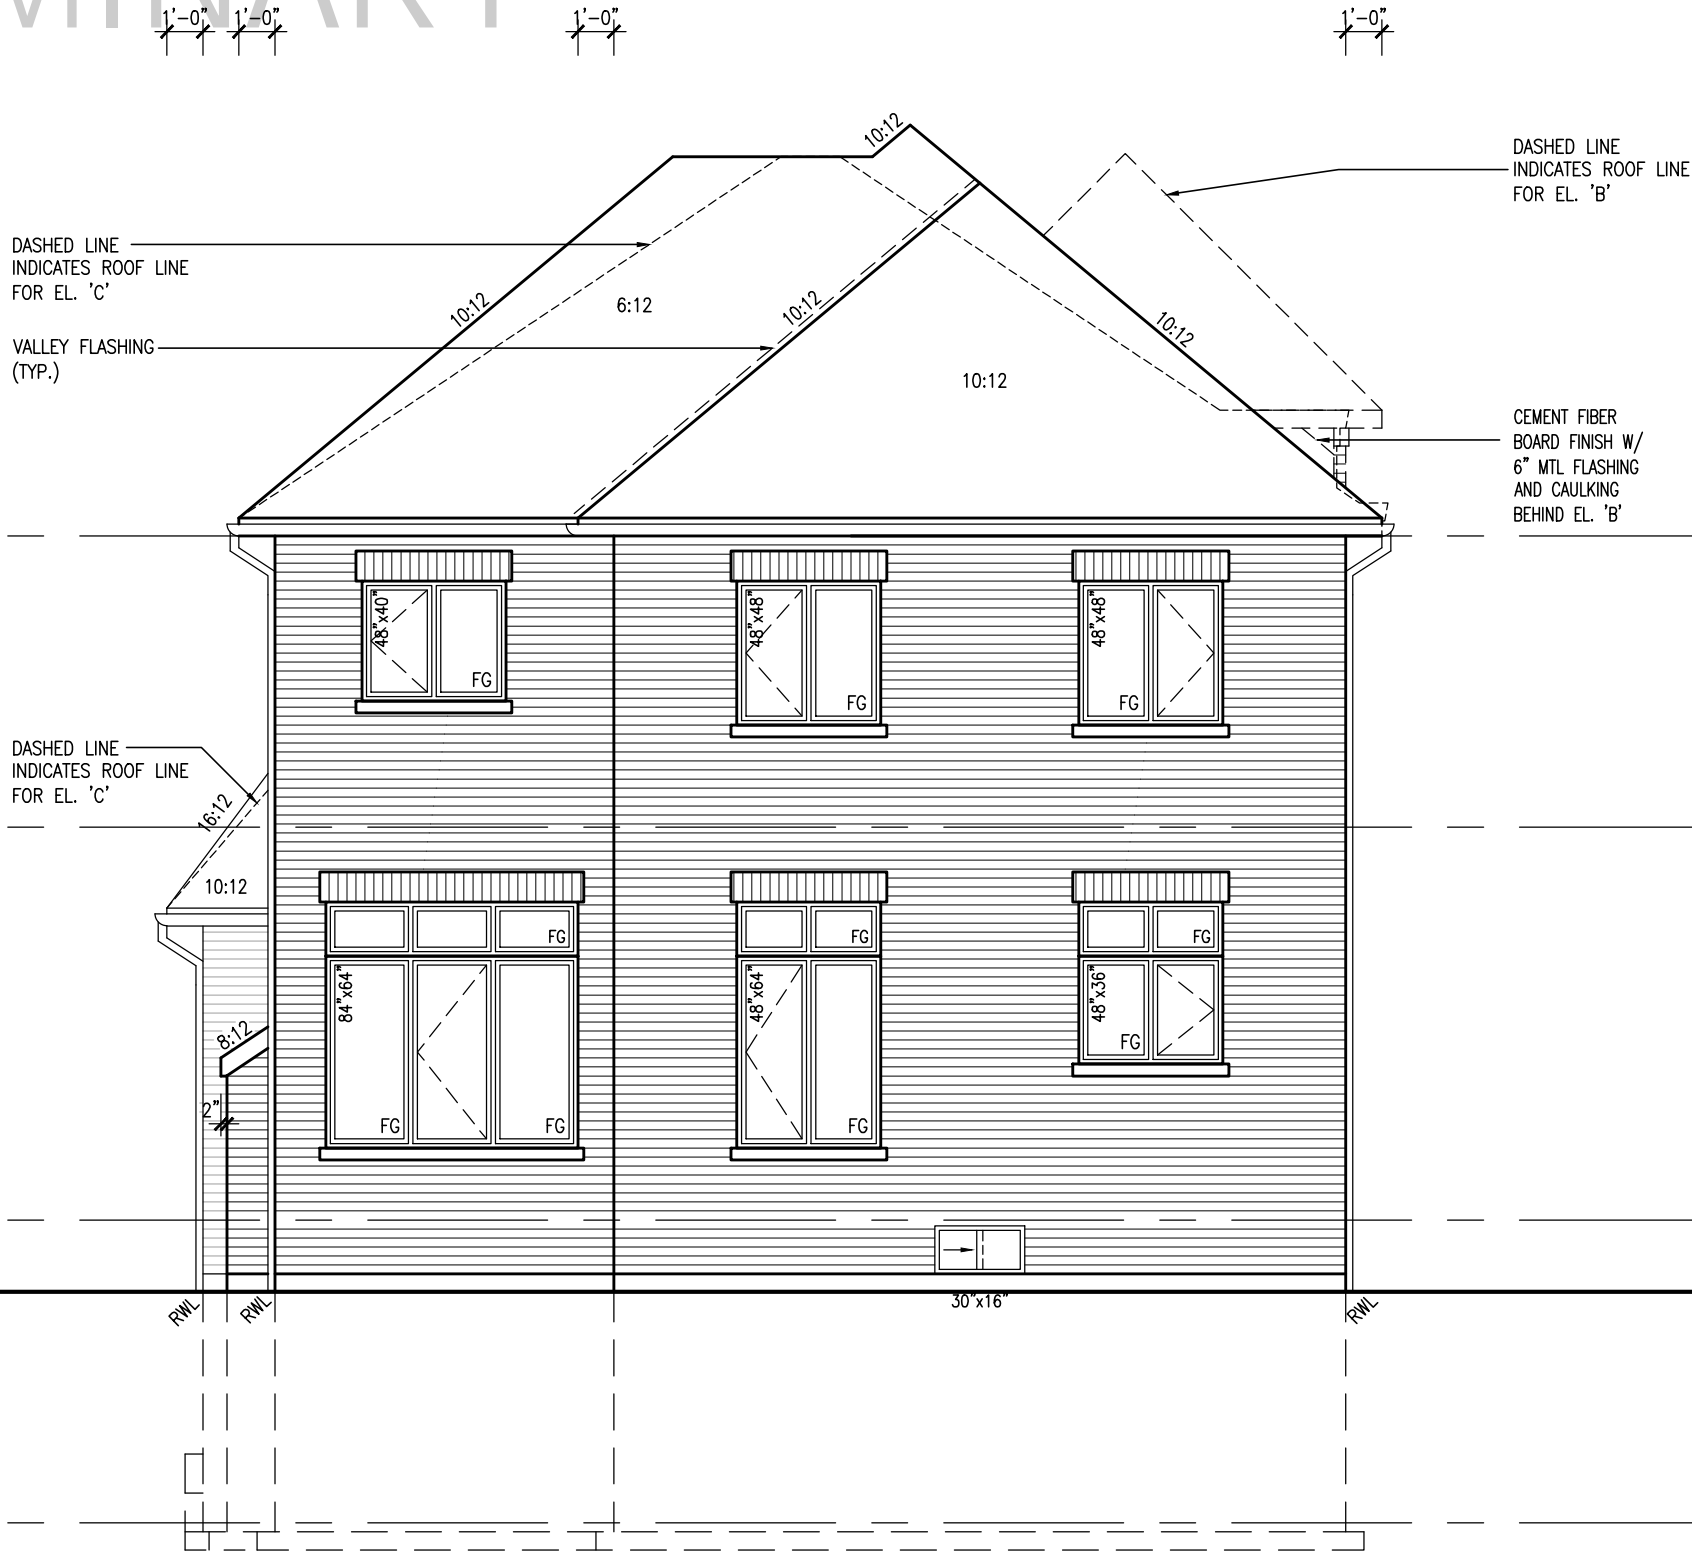 1'-0"
1'-0"
1'-0"
1'-0"
10:12
DASHED LINE
INDICATES ROOF LINE
FOR EL. 'B'
DASHED LINE
INDICATES ROOF LINE
FOR EL. 'C'
10:12
6:12
10:12
10:12
VALLEY FLASHING
(TYP.)
10:12
CEMENT FIBER
BOARD FINISH W/
6" MTL FLASHING
AND CAULKING
BEHIND EL. 'B'
48"x40"
FG
48"x48"
FG
48"x48"
FG
DASHED LINE
INDICATES ROOF LINE
FOR EL. 'C'
16:12
10:12
FG
FG
FG
84"x64"
48"x64"
48"x36"
8:12
FG
2"
FG
FG
FG
RWL
RWL
30"x16"
RWL